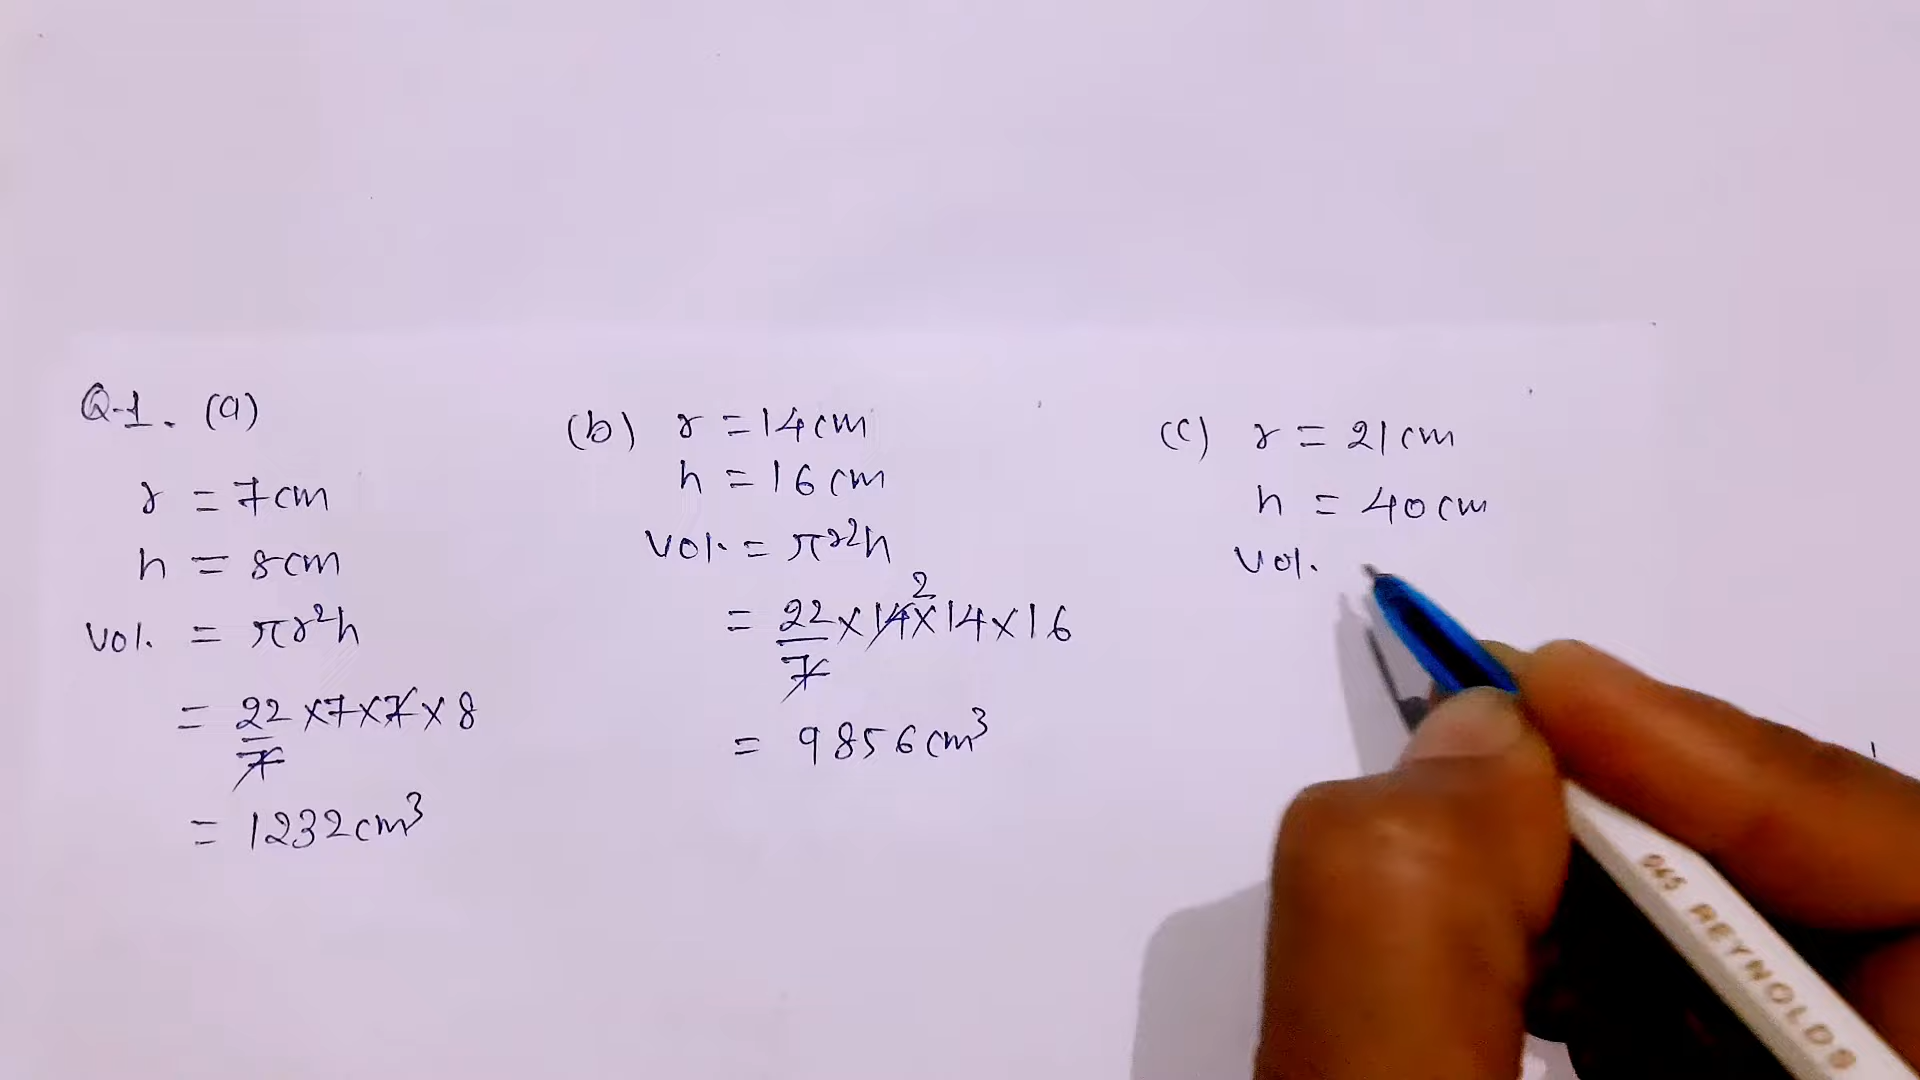 Q-1. (a)
r = 7cm
h = 8cm
Vol. = πr²h
= 22/7 ×7×7×8
= 1232cm³
(b) r = 14cm
h = 16cm
Vol. = πr²h
2
= 22/7 ×14×14×16
= 9856cm³
(c) r = 21cm
h = 40cm
Vol.
045 REYNOLDS